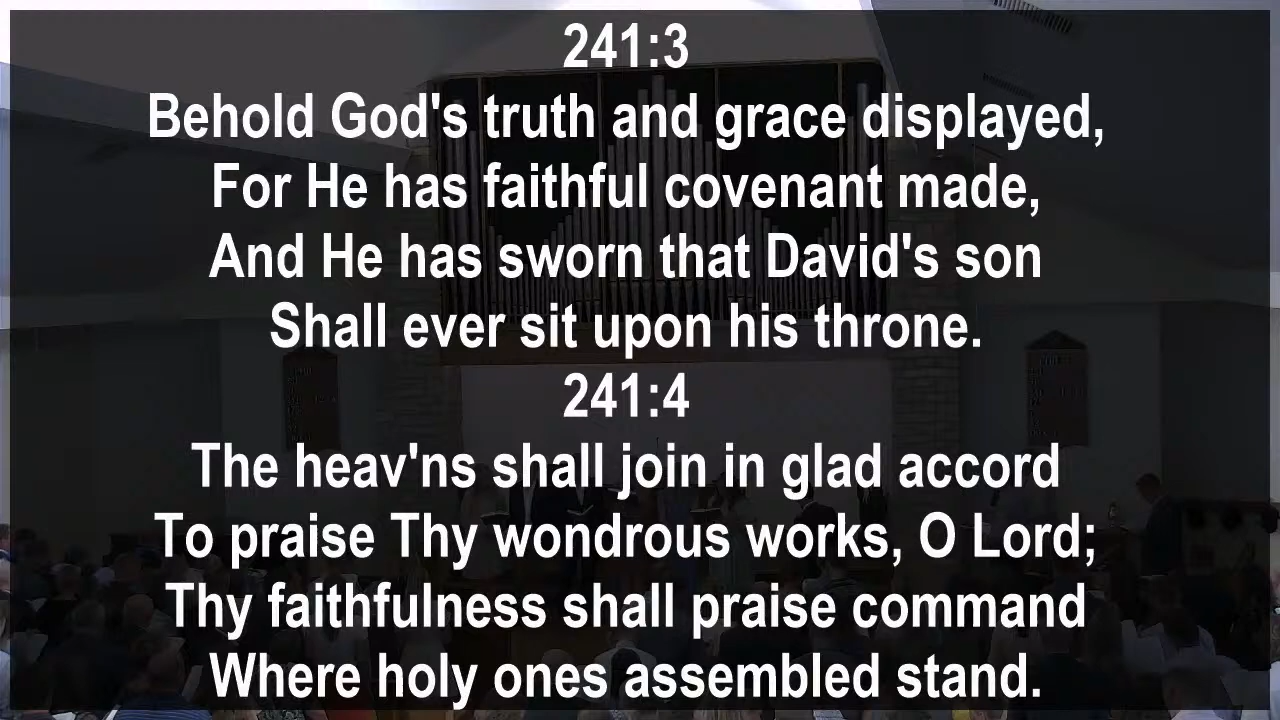 241:3
Behold God's truth and grace displayed,
For He has faithful covenant made,
And He has sworn that David's son
Shall ever sit upon his throne.
241:4
The heav'ns shall join in glad accord
To praise Thy wondrous works, O Lord;
Thy faithfulness shall praise command
Where holy ones assembled stand.